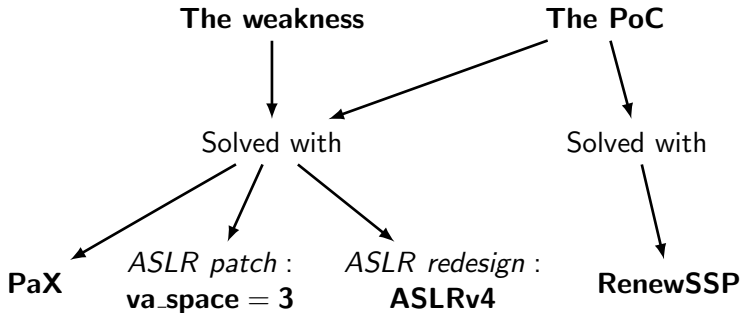 The weakness
The PoC
Solved with
Solved with
PaX
ASLR patch :
va_space = 3
ASLR redesign :
ASLRv4
RenewSSP